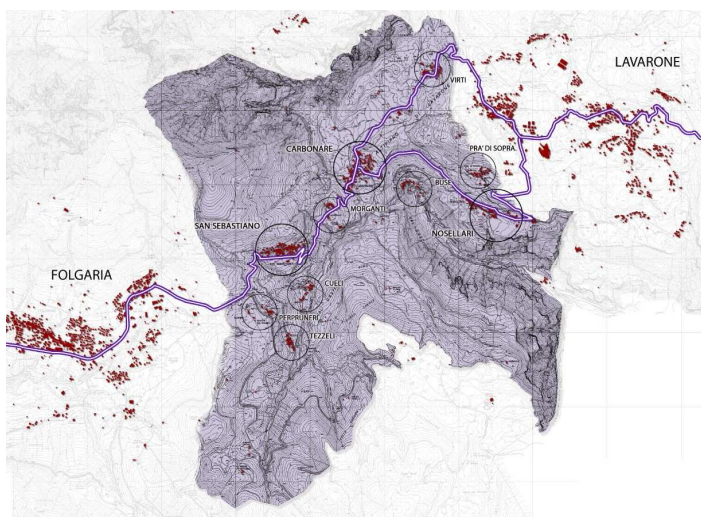 LAVARONE
VIRTI
CARBONARE
PRA' DI SOPRA.
BUSE
MORGANTI
SAN SEBASTIANO
NOSELLARI
FOLGARIA
CUELI
PERPRUNERI
TEZZELI